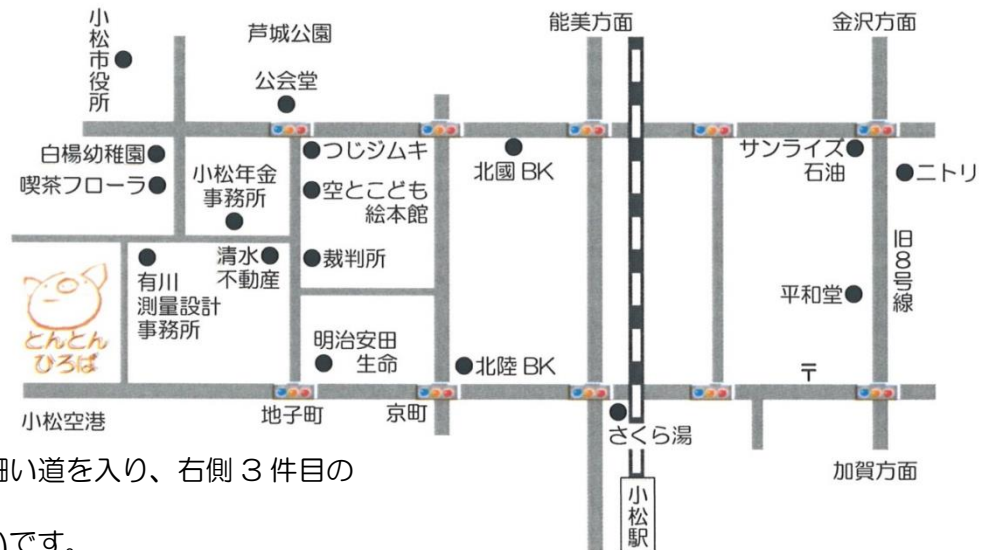 小松市役所
芦城公園
能美方面
金沢方面
公会堂
白楊幼稚園
喫茶フローラ
小松年金
事務所
つじジムキ
空とこども
絵本館
北國BK
サンライズ
石油
ニトリ
有川
測量設計
事務所
清水
不動産
裁判所
旧8号線
平和堂
とんとん
ひろば
明治安田
生命
北陸BK
〒
小松空港
地子町
京町
さくら湯
加賀方面
小松駅
細い道を入り、右側3件目の
です。